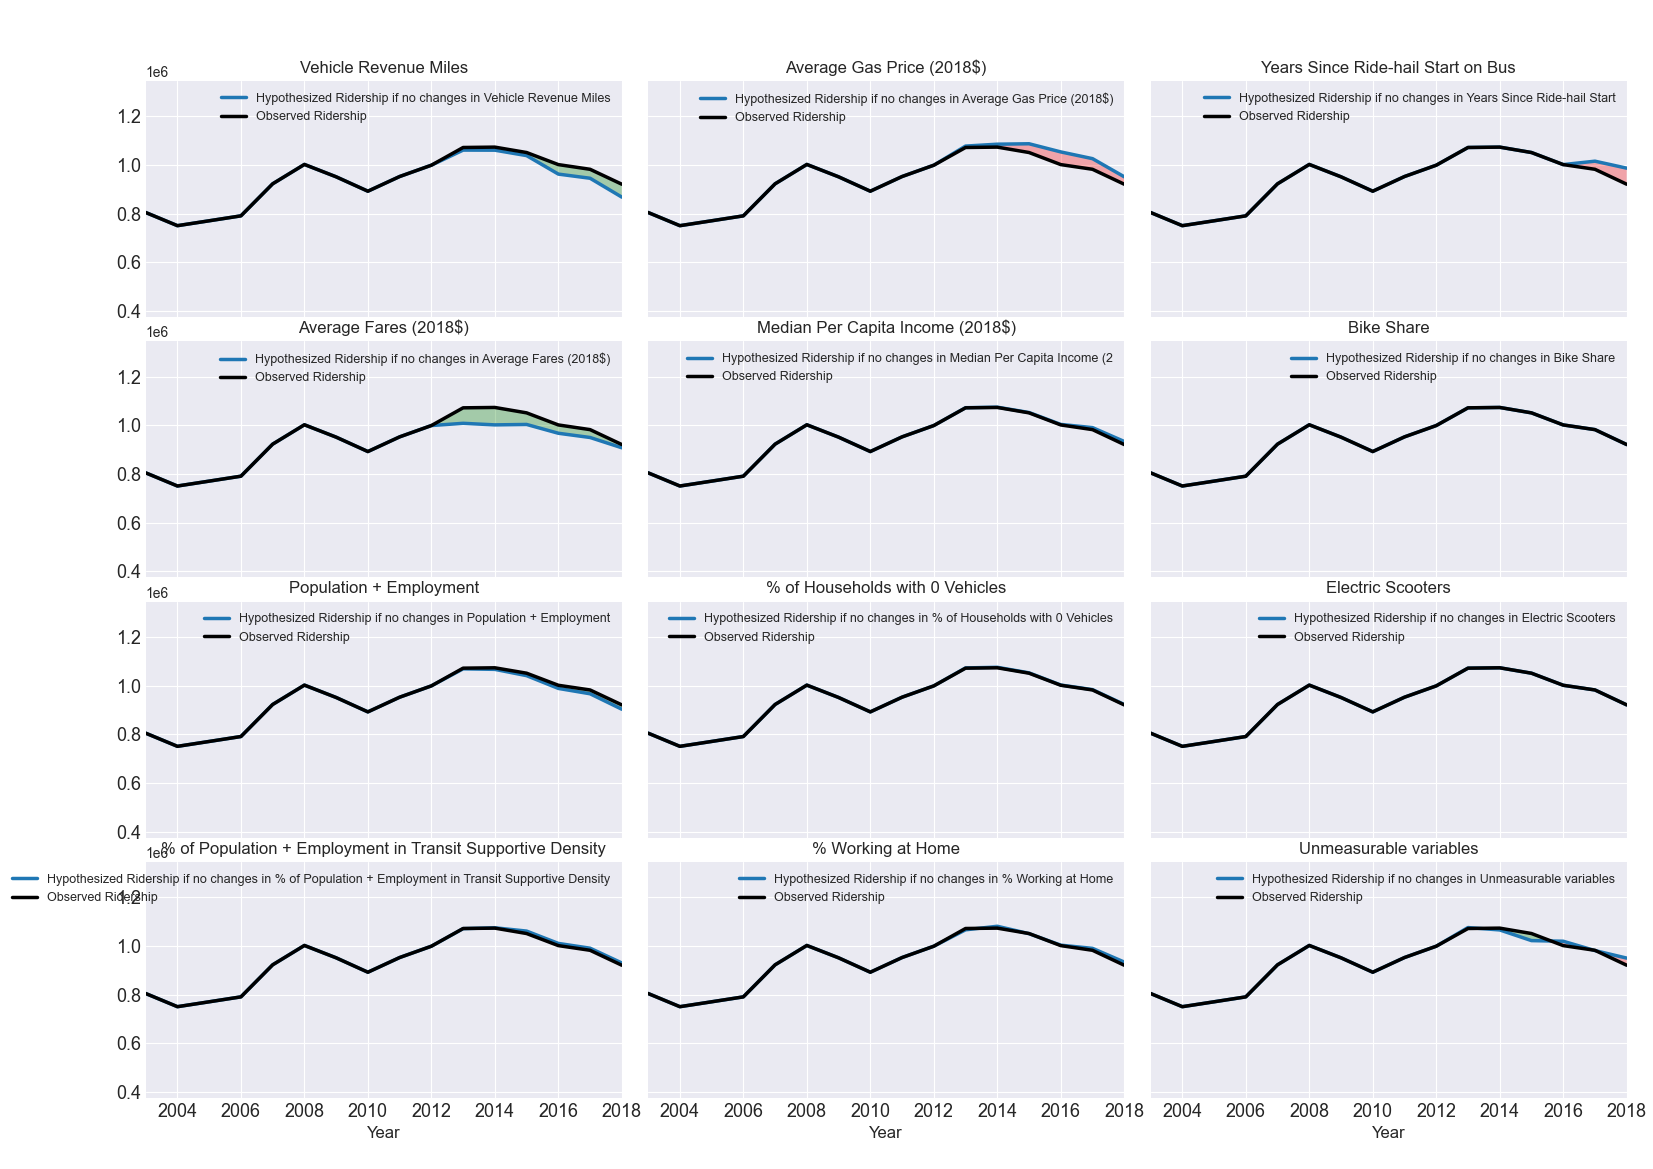 Vehicle Revenue Miles
1e6
Hypothesized Ridership if no changes in Vehicle Revenue Miles
Observed Ridership
1.2
1.0
0.8
0.6
0.4
Average Gas Price (2018$)
Hypothesized Ridership if no changes in Average Gas Price (2018$)
Observed Ridership
Years Since Ride-hail Start on Bus
Hypothesized Ridership if no changes in Years Since Ride-hail Start
Observed Ridership
Average Fares (2018$)
1e6
Hypothesized Ridership if no changes in Average Fares (2018$)
Observed Ridership
1.2
1.0
0.8
0.6
0.4
Median Per Capita Income (2018$)
Hypothesized Ridership if no changes in Median Per Capita Income (2
Observed Ridership
Bike Share
Hypothesized Ridership if no changes in Bike Share
Observed Ridership
Population + Employment
1e6
Hypothesized Ridership if no changes in Population + Employment
Observed Ridership
1.2
1.0
0.8
0.6
0.4
% of Households with 0 Vehicles
Hypothesized Ridership if no changes in % of Households with 0 Vehicles
Observed Ridership
Electric Scooters
Hypothesized Ridership if no changes in Electric Scooters
Observed Ridership
% of Population + Employment in Transit Supportive Density
1e6
Hypothesized Ridership if no changes in % of Population + Employment in Transit Supportive Density
Observed Ridership
1.2
1.0
0.8
0.6
0.4
2004 2006 2008 2010 2012 2014 2016 2018
Year
% Working at Home
Hypothesized Ridership if no changes in % Working at Home
Observed Ridership
2004 2006 2008 2010 2012 2014 2016 2018
Year
Unmeasurable variables
Hypothesized Ridership if no changes in Unmeasurable variables
Observed Ridership
2004 2006 2008 2010 2012 2014 2016 2018
Year